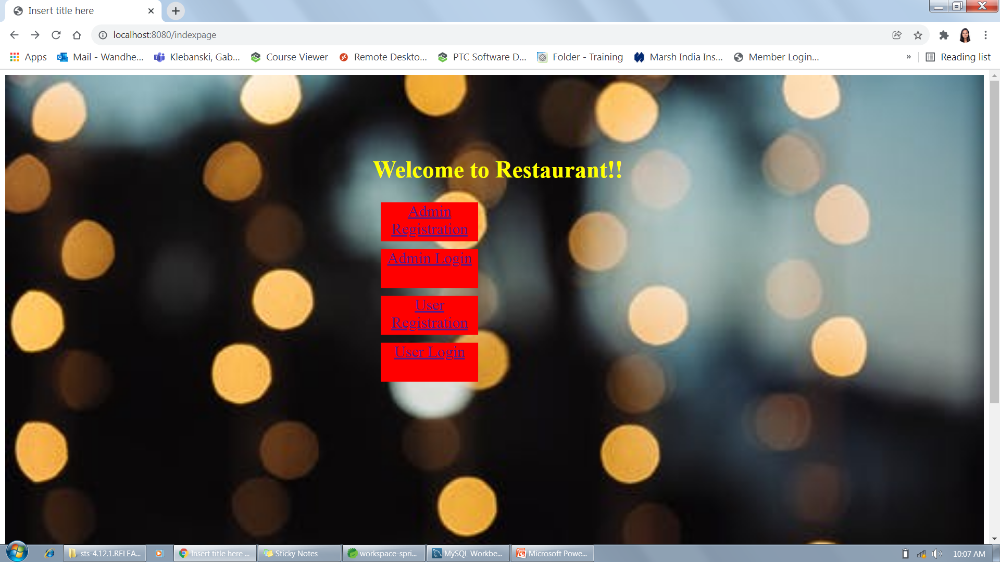 Insert title here
localhost:8080/indexpage
Apps
Mail - Wandhe...
Klebanski, Gab...
Course Viewer
Remote Deskto...
PTC Software D...
Folder - Training
Marsh India Ins...
Member Login...
»
Reading list
Welcome to Restaurant!!
Admin
Registration
Admin Login
User
Registration
User Login
sts-4.12.1.RELEA...
Insert title here ...
Sticky Notes
workspace-spri...
MySQL Workbe...
Microsoft Powe...
10:07 AM